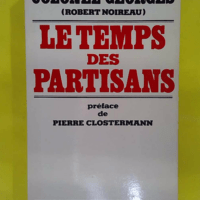 COLONEL GEORGES
(ROBERT NOIREAU)
LE TEMPS
DES
PARTISANS
préface
de
PIERRE CLOSTERMANN